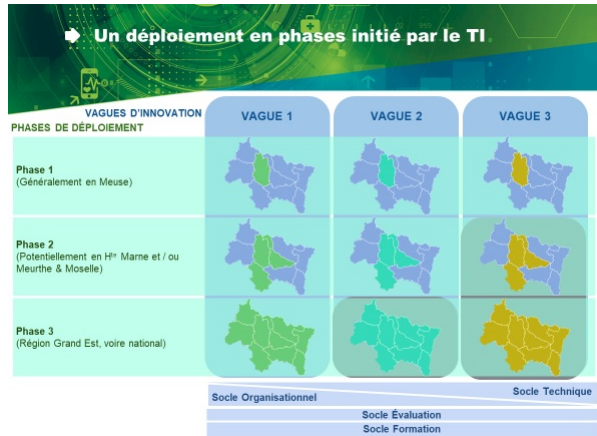 Un déploiement en phases initié par le TI
VAGUES D'INNOVATION
PHASES DE DÉPLOIEMENT
VAGUE 1
VAGUE 2
VAGUE 3
Phase 1
(Généralement en Meuse)
Phase 2
(Potentiellement en Hte Marne et / ou
Meurthe & Moselle)
Phase 3
(Région Grand Est, voire national)
Socle Organisationnel
Socle Technique
Socle Évaluation
Socle Formation